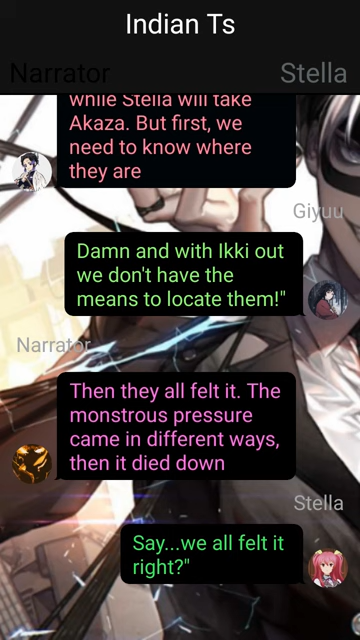 Indian Ts
Narrator
Stella
while Stella will take
Akaza. But first, we
need to know where
they are
Giyuu
Damn and with Ikki out
we don't have the
means to locate them!"
Narrator
Then they all felt it. The
monstrous pressure
came in different ways,
then it died down
Stella
Say...we all felt it
right?"